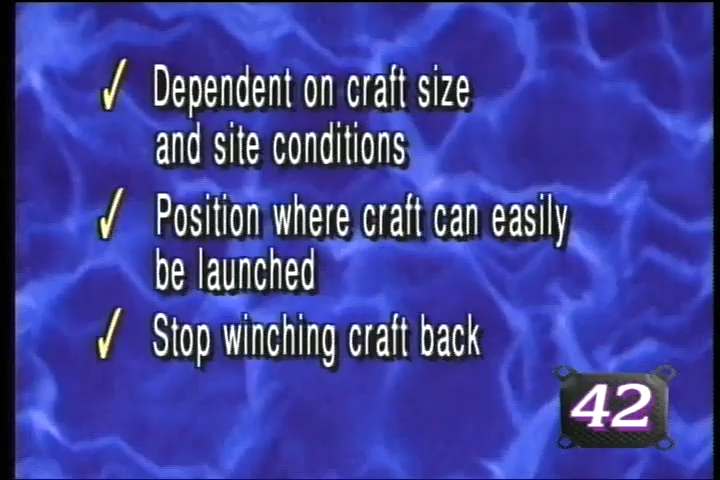 ✓ Dependent on craft size
and site conditions
✓ Position where craft can easily
be launched
✓ Stop winching craft back
42